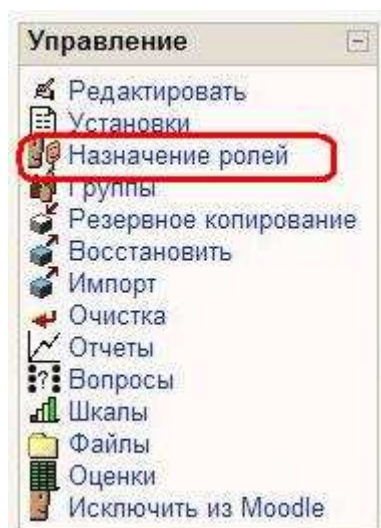 Управление
Редактировать
Установки
Назначение ролей
Группы
Резервное копирование
Восстановить
Импорт
Очистка
Отчеты
Вопросы
Шкалы
Файлы
Оценки
Исключить из Moodle